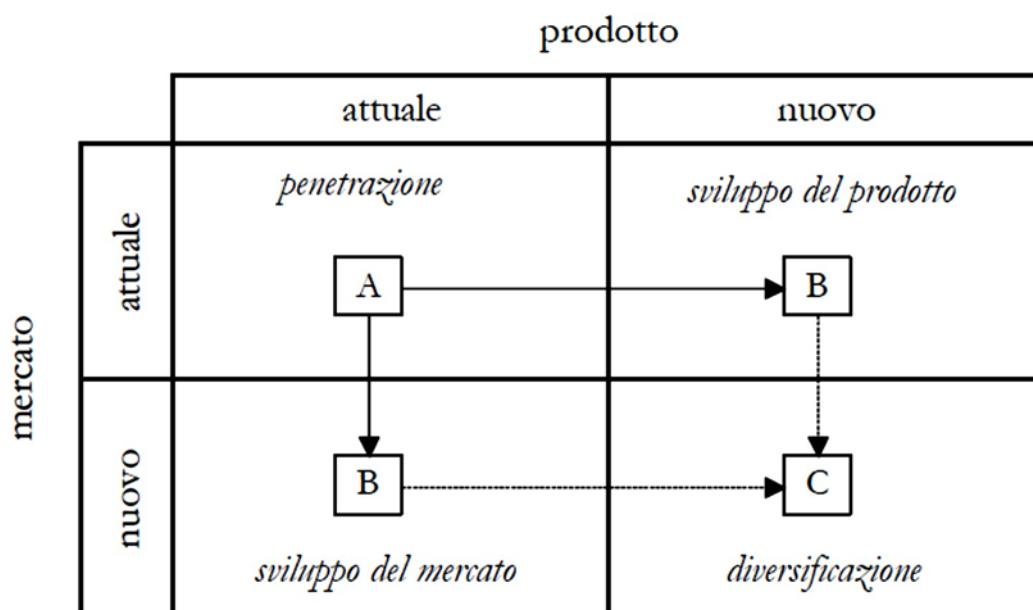 prodotto
attuale
nuovo
mercato
attuale
penetrazione
sviluppo del prodotto
A
B
nuovo
B
C
sviluppo del mercato
diversificazione